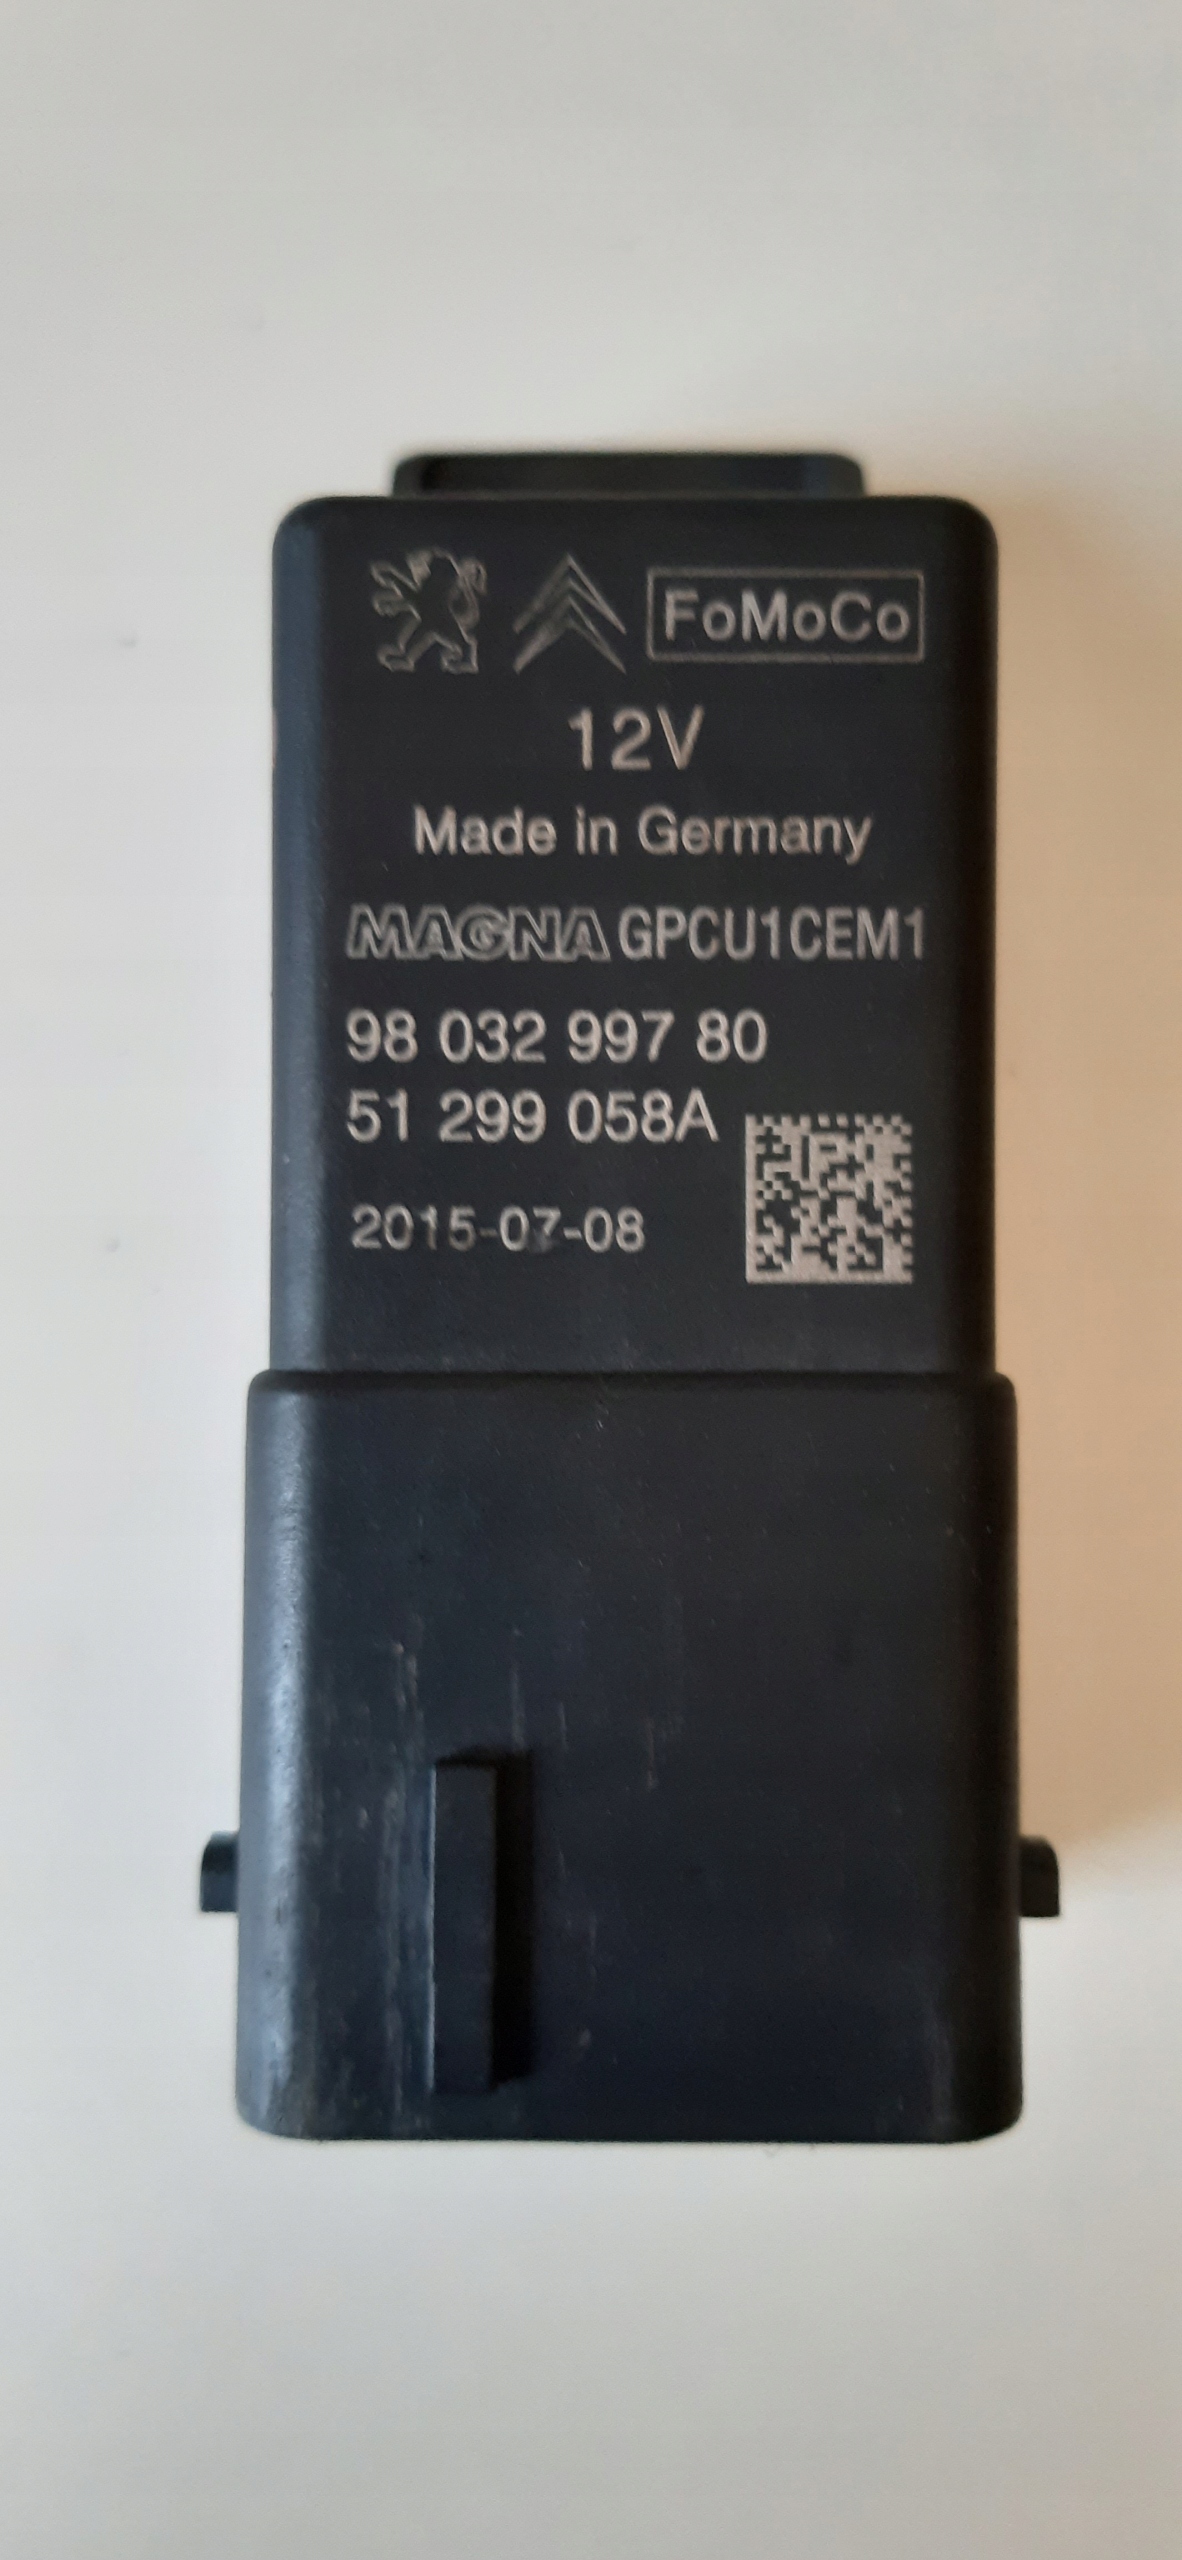 FoMoCo
12V
Made in Germany
MAGNA GPCU1CEM1
98 032 997 80
51 299 058A
2015-07-08